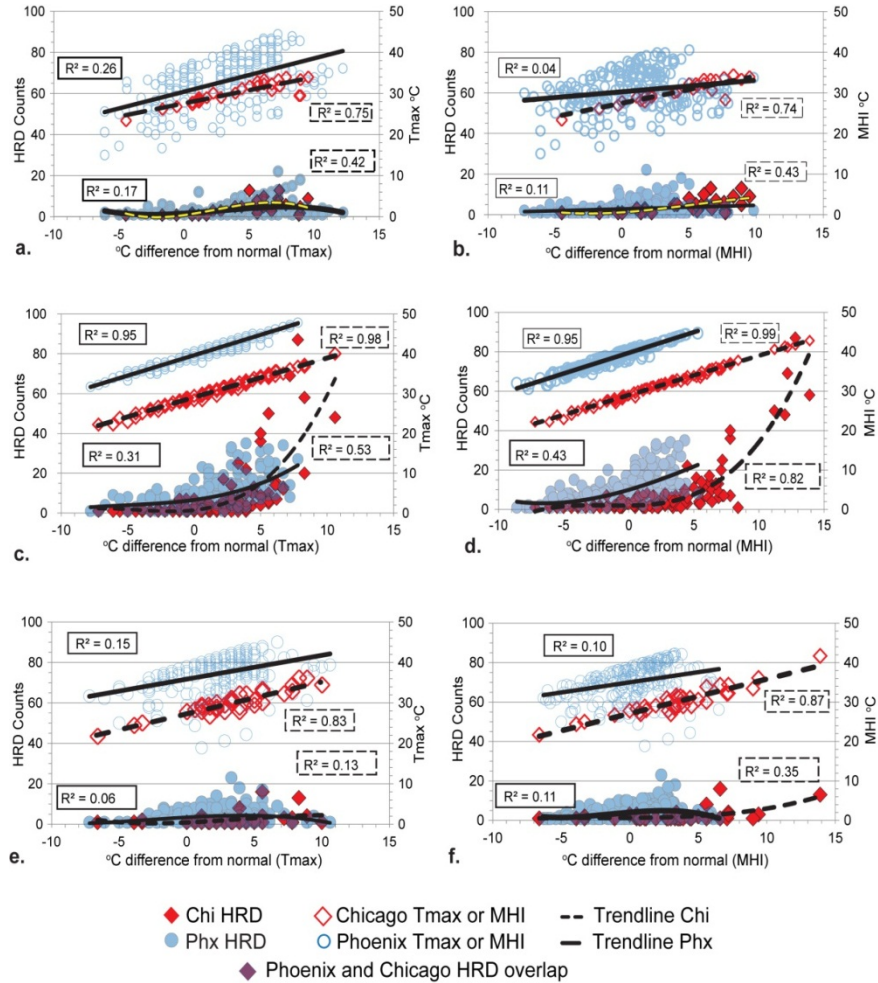 100 50
80 40
60 30
40 20
20 10
0 0
HRD Counts
R² = 0.26
R² = 0.75
R² = 0.42
R² = 0.17
Tmax ºC
-10 -5 0 5 10 15
a. ºC difference from normal (Tmax)
100 50
80 40
60 30
40 20
20 10
0 0
HRD Counts
R² = 0.04
R² = 0.74
R² = 0.43
R² = 0.11
MHI ºC
-10 -5 0 5 10 15
b. ºC difference from normal (MHI)
100 50
80 40
60 30
40 20
20 10
0 0
HRD Counts
R² = 0.95
R² = 0.98
R² = 0.31
R² = 0.53
Tmax ºC
-10 -5 0 5 10 15
c. ºC difference from normal (Tmax)
100 50
80 40
60 30
40 20
20 10
0 0
HRD Counts
R² = 0.95
R² = 0.99
R² = 0.43
R² = 0.82
MHI ºC
-10 -5 0 5 10 15
d. ºC difference from normal (MHI)
100 50
80 40
60 30
40 20
20 10
0 0
HRD Counts
R² = 0.15
R² = 0.83
R² = 0.13
R² = 0.06
Tmax ºC
-10 -5 0 5 10 15
e. ºC difference from normal (Tmax)
100 50
80 40
60 30
40 20
20 10
0 0
HRD Counts
R² = 0.10
R² = 0.87
R² = 0.35
R² = 0.11
MHI ºC
-10 -5 0 5 10 15
f. ºC difference from normal (MHI)
Chi HRD Chicago Tmax or MHI Trendline Chi
Phx HRD Phoenix Tmax or MHI Trendline Phx
Phoenix and Chicago HRD overlap